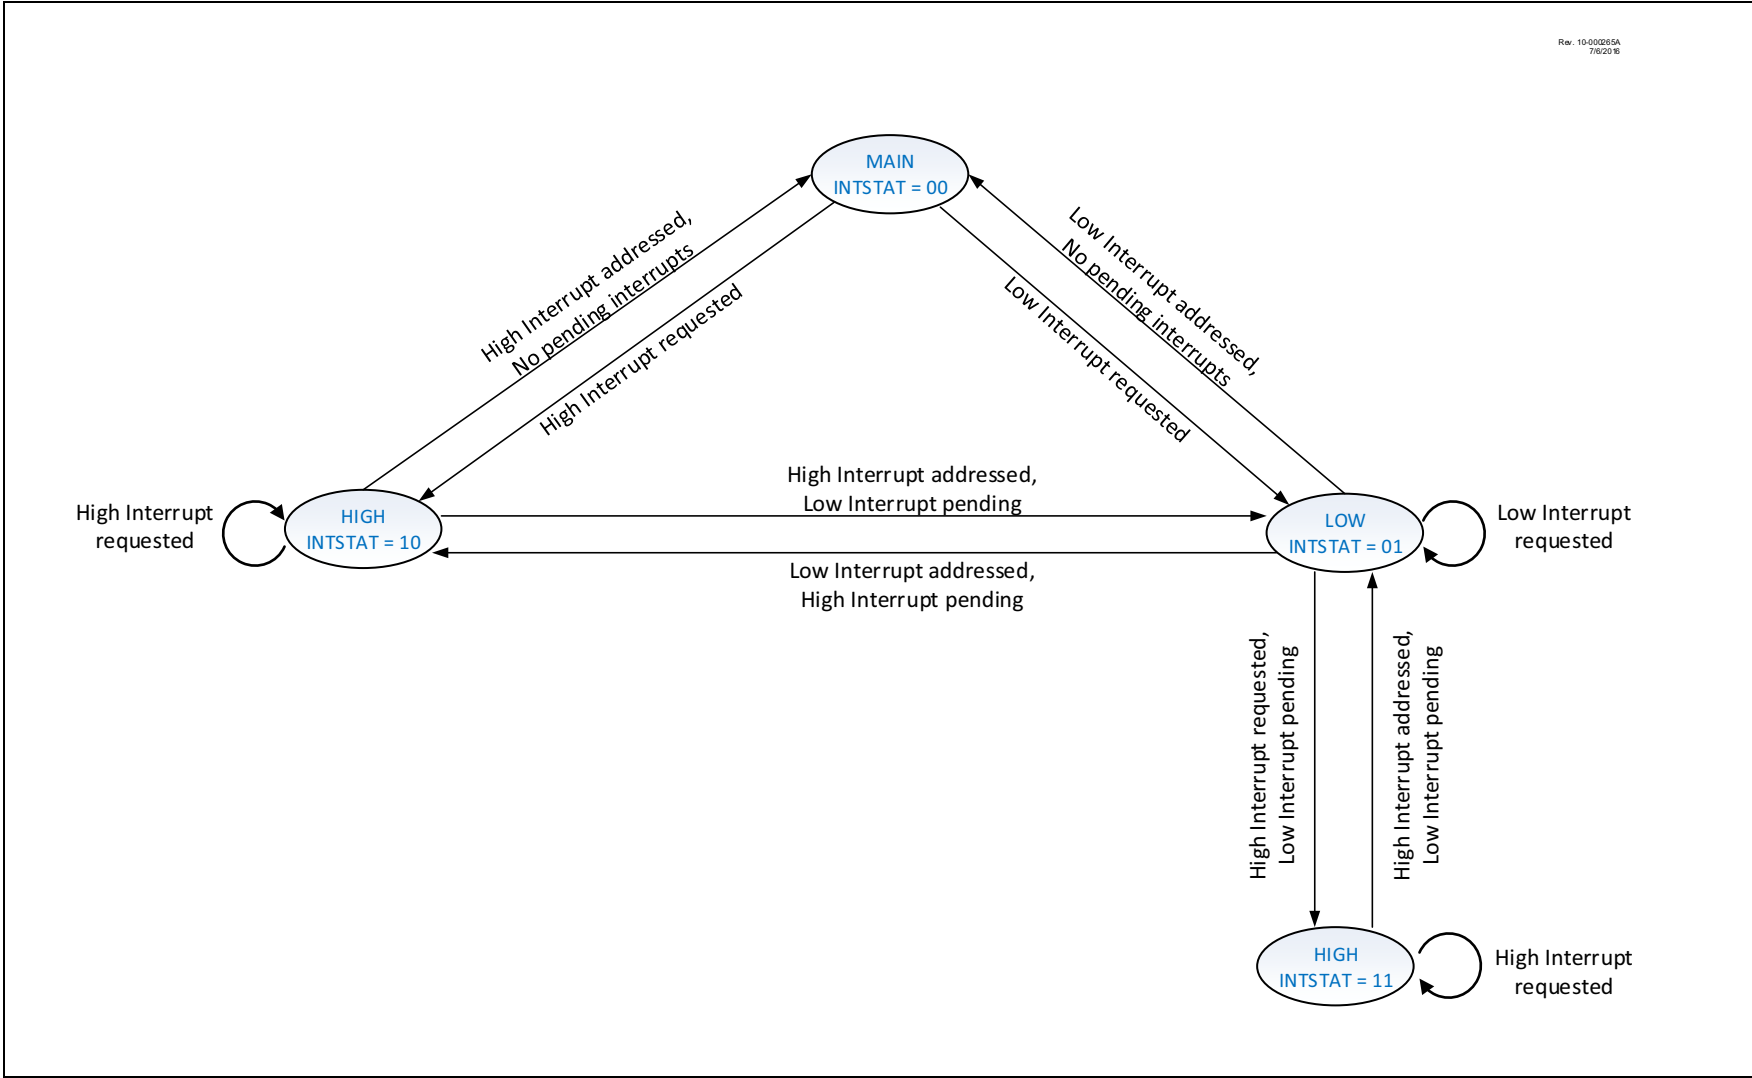 Rev. 10-000265A
7/6/2016
MAIN
INTSTAT = 00
High Interrupt addressed,
No pending interrupts
High Interrupt requested
Low Interrupt addressed,
No pending interrupts
Low Interrupt requested
High Interrupt
requested
HIGH
INTSTAT = 10
High Interrupt addressed,
Low Interrupt pending
Low Interrupt addressed,
High Interrupt pending
LOW
INTSTAT = 01
Low Interrupt
requested
High Interrupt requested,
Low Interrupt pending
High Interrupt addressed,
Low Interrupt pending
HIGH
INTSTAT = 11
High Interrupt
requested